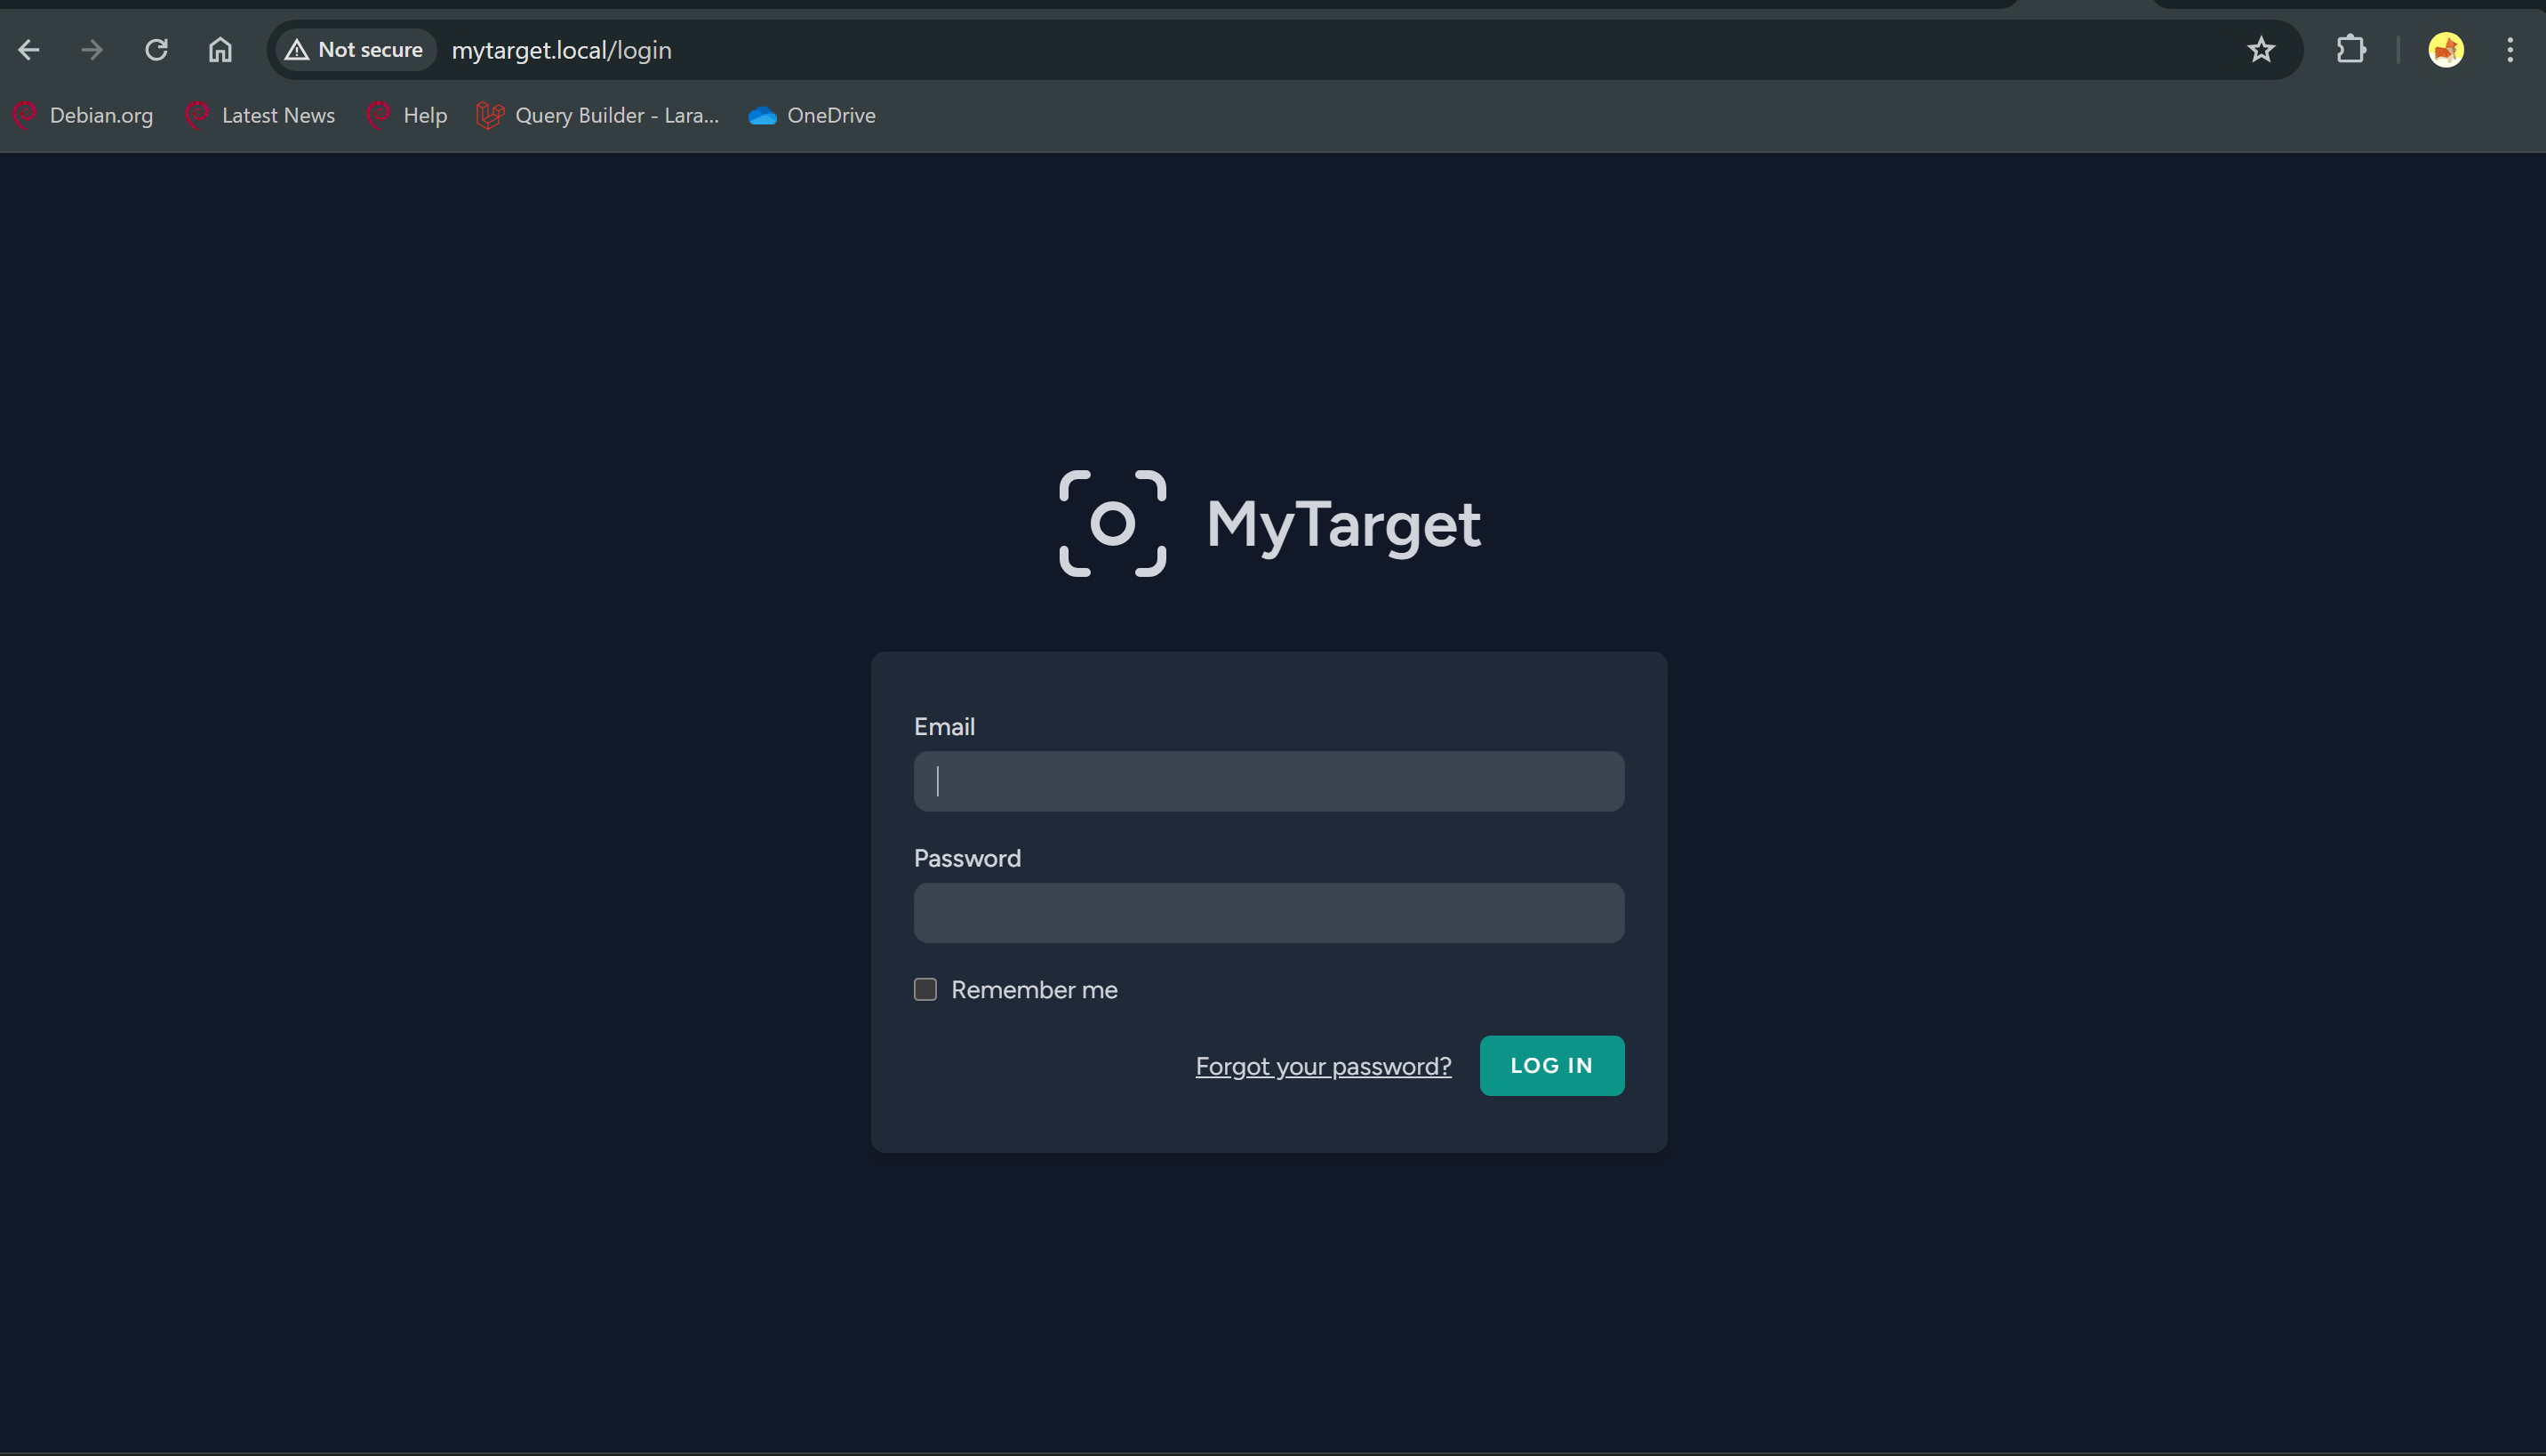 Not secure mytarget.local/login
Debian.org Latest News Help Query Builder - Lara... OneDrive
MyTarget
Email
Password
Remember me
Forgot your password? LOG IN